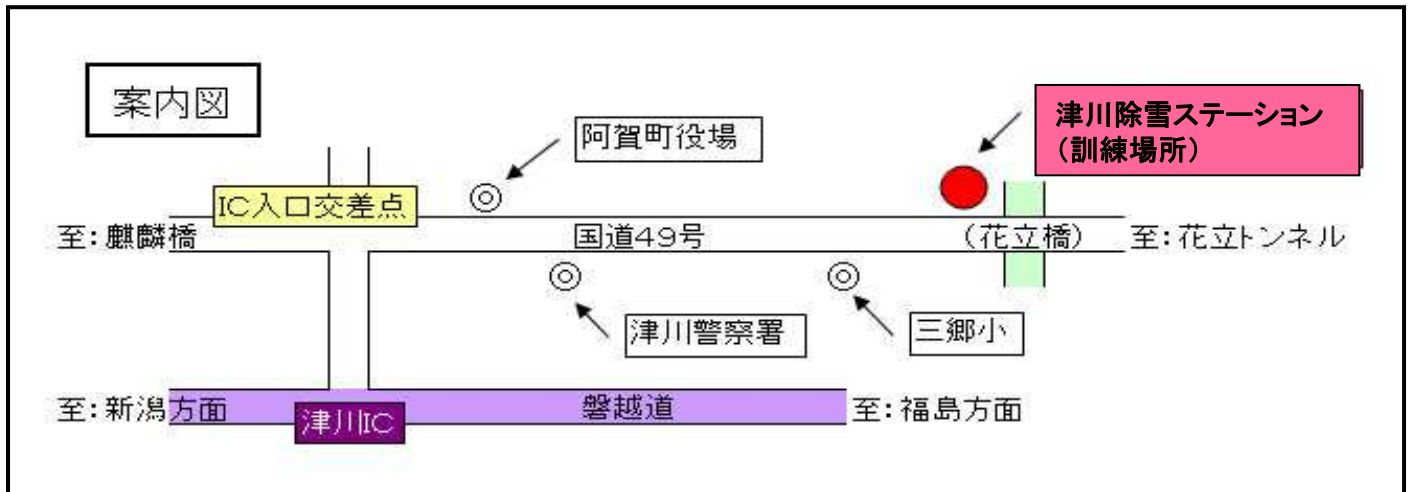 案内図
津川除雪ステーション
（訓練場所）
阿賀町役場
IC入口交差点
至：麒麟橋
国道49号
（花立橋）
至：花立トンネル
津川警察署
三郷小
至：新潟方面
磐越道
至：福島方面
津川IC